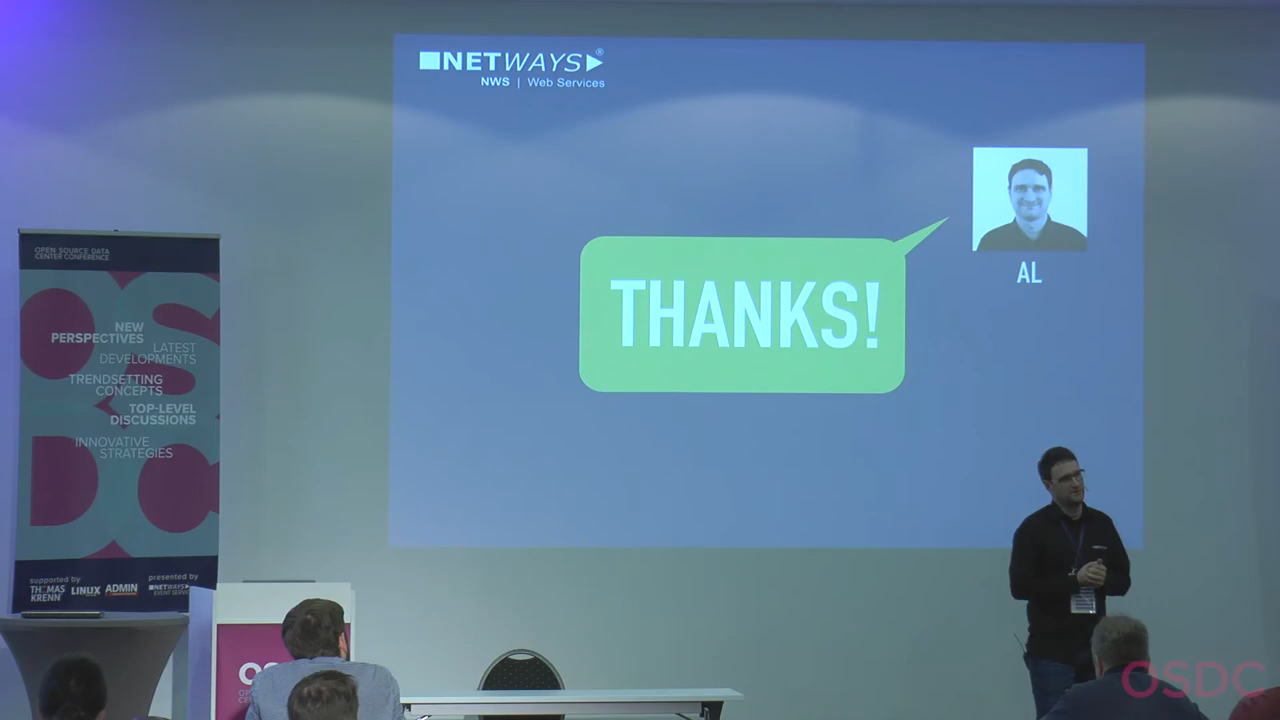 NETWAYS®
NWS | Web Services
AL
THANKS!
OPEN SOURCE DATA
CENTER CONFERENCE
NEW
PERSPECTIVES
LATEST
DEVELOPMENTS
TRENDSETTING
CONCEPTS
TOP-LEVEL
DISCUSSIONS
INNOVATIVE
STRATEGIES
supported by
THOMAS
KRENN
LINUX
ADMIN
presented by
NETWAYS
OSDC